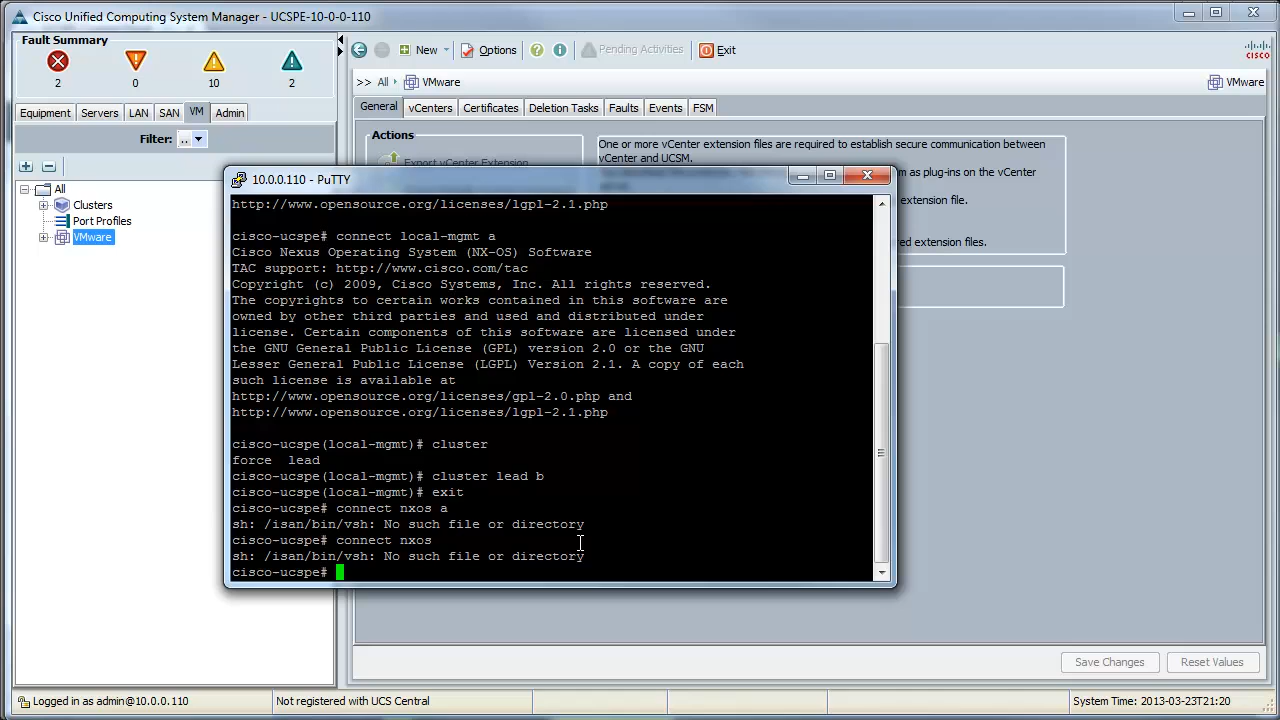 Cisco Unified Computing System Manager - UCSPE-10-0-0-110
Fault Summary
2 0 10 2
New Options ? i Pending Activities Exit
cisco
>> All VMware VMware
Equipment Servers LAN SAN VM Admin
General vCenters Certificates Deletion Tasks Faults Events FSM
Filter: ..
Actions
Export vCenter Extension
One or more vCenter extension files are required to establish secure communication between
vCenter and UCSM.
m as plug-ins on the vCenter
extension file.
red extension files.
All
Clusters
Port Profiles
VMware
10.0.0.110 - PuTTY
http://www.opensource.org/licenses/lgpl-2.1.php
cisco-ucspe# connect local-mgmt a
Cisco Nexus Operating System (NX-OS) Software
TAC support: http://www.cisco.com/tac
Copyright (c) 2009, Cisco Systems, Inc. All rights reserved.
The copyrights to certain works contained in this software are
owned by other third parties and used and distributed under
license. Certain components of this software are licensed under
the GNU General Public License (GPL) version 2.0 or the GNU
Lesser General Public License (LGPL) Version 2.1. A copy of each
such license is available at
http://www.opensource.org/licenses/gpl-2.0.php and
http://www.opensource.org/licenses/lgpl-2.1.php
cisco-ucspe(local-mgmt)# cluster
force lead
cisco-ucspe(local-mgmt)# cluster lead b
cisco-ucspe(local-mgmt)# exit
cisco-ucspe# connect nxos a
sh: /isan/bin/vsh: No such file or directory
cisco-ucspe# connect nxos
sh: /isan/bin/vsh: No such file or directory
cisco-ucspe#
Save Changes Reset Values
Logged in as admin@10.0.0.110 Not registered with UCS Central System Time: 2013-03-23T21:20